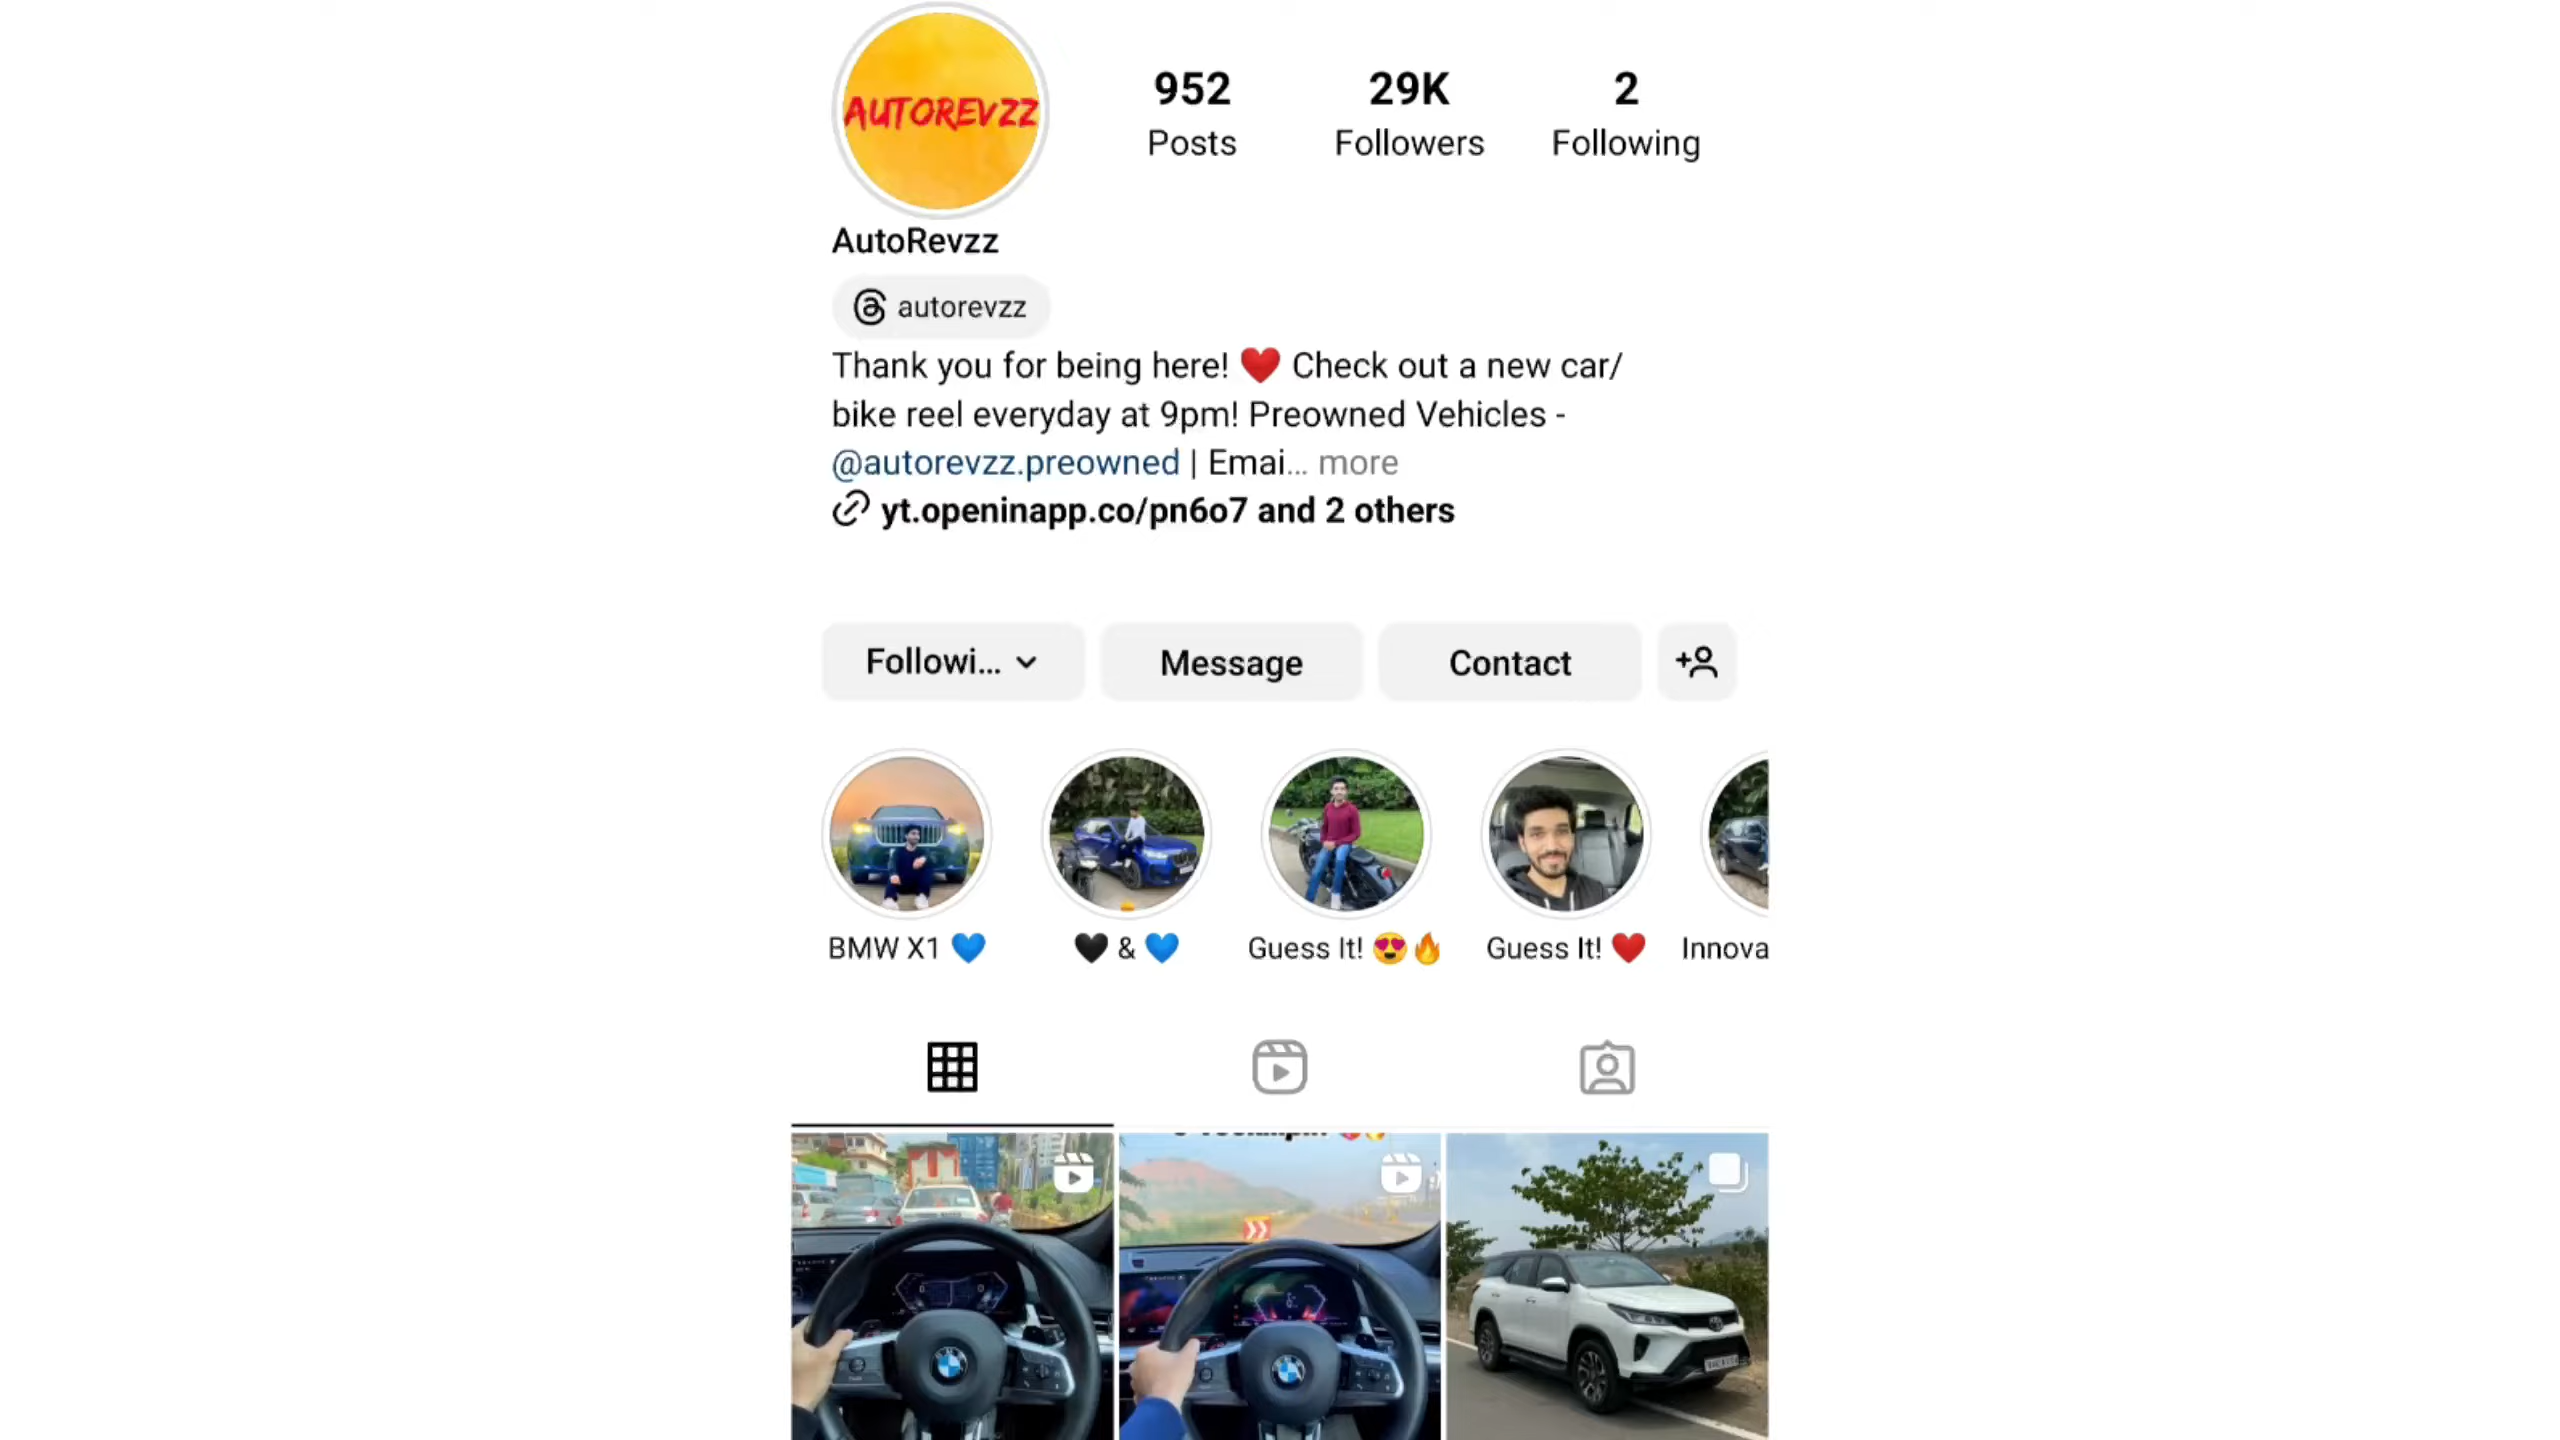 AUTOREVZZ
952
Posts
29K
Followers
2
Following
AutoRevzz
autorevzz
Thank you for being here! ❤️ Check out a new car/
bike reel everyday at 9pm! Preowned Vehicles -
@autorevzz.preowned | Emai... more
yt.openinapp.co/pn6o7 and 2 others
Followi...
Message
Contact
BMW X1 💙
🖤 & 💙
Guess It! 😍🔥
Guess It! ❤️
Innova